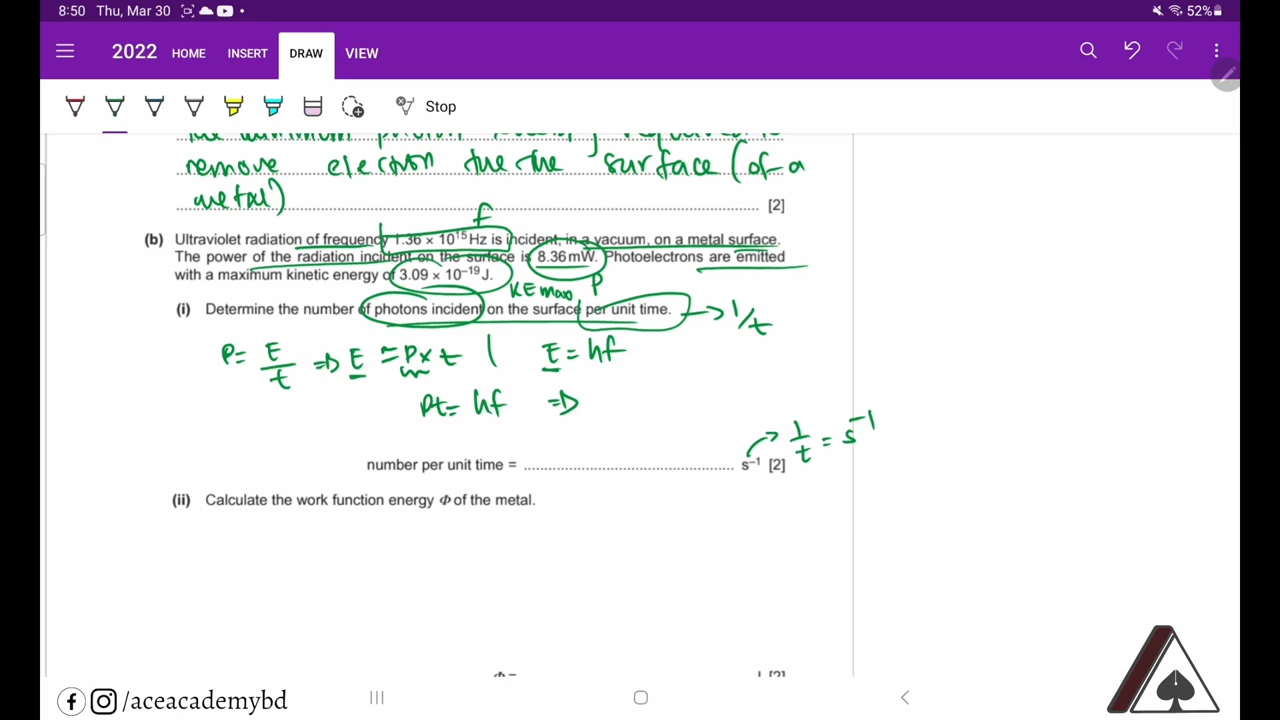 8:50 Thu, Mar 30 52%
2022 HOME INSERT DRAW VIEW
Stop
remove electron the surface (of a
metal)
[2]
f
(b) Ultraviolet radiation of frequency 1.36 × 10¹⁵ Hz is incident, in a vacuum, on a metal surface.
The power of the radiation incident on the surface is 8.36 mW. Photoelectrons are emitted
with a maximum kinetic energy of 3.09 × 10⁻¹⁹ J.
KE max P
(i) Determine the number of photons incident on the surface per unit time. → 1/t
P = E/t ⇒ E = P × t | E = hf
Pt = hf ⇒
1/t = s⁻¹
number per unit time = ........................................................ s⁻¹ [2]
(ii) Calculate the work function energy Φ of the metal.
/aceacademybd